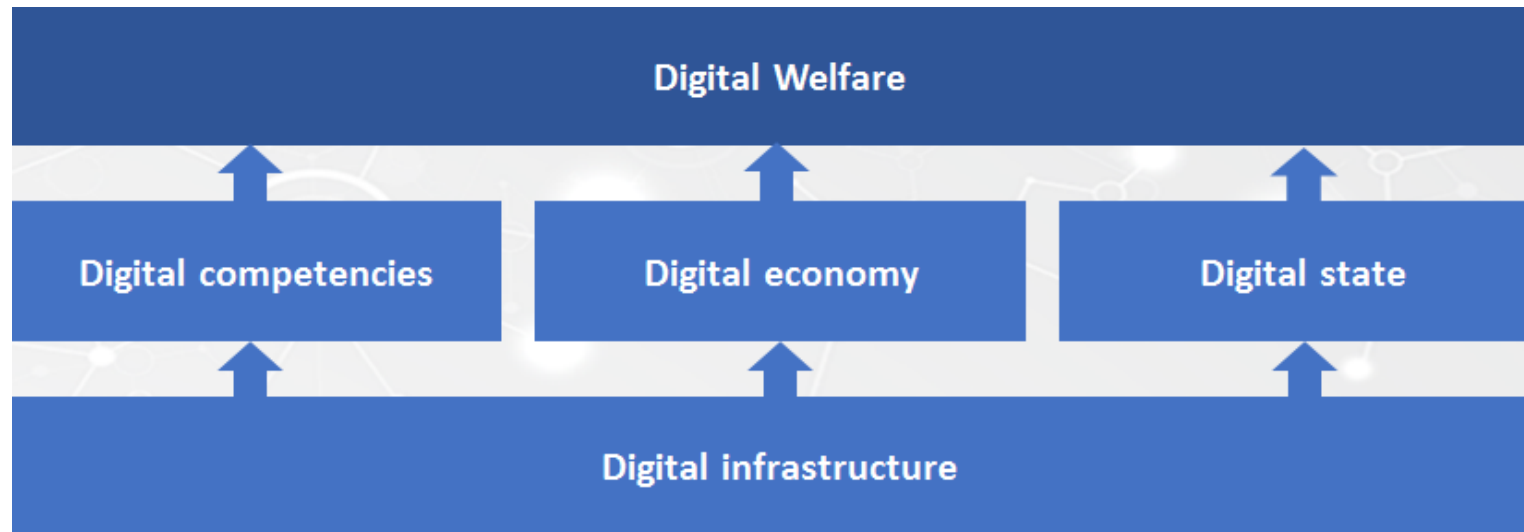 Digital Welfare
Digital competencies
Digital economy
Digital state
Digital infrastructure